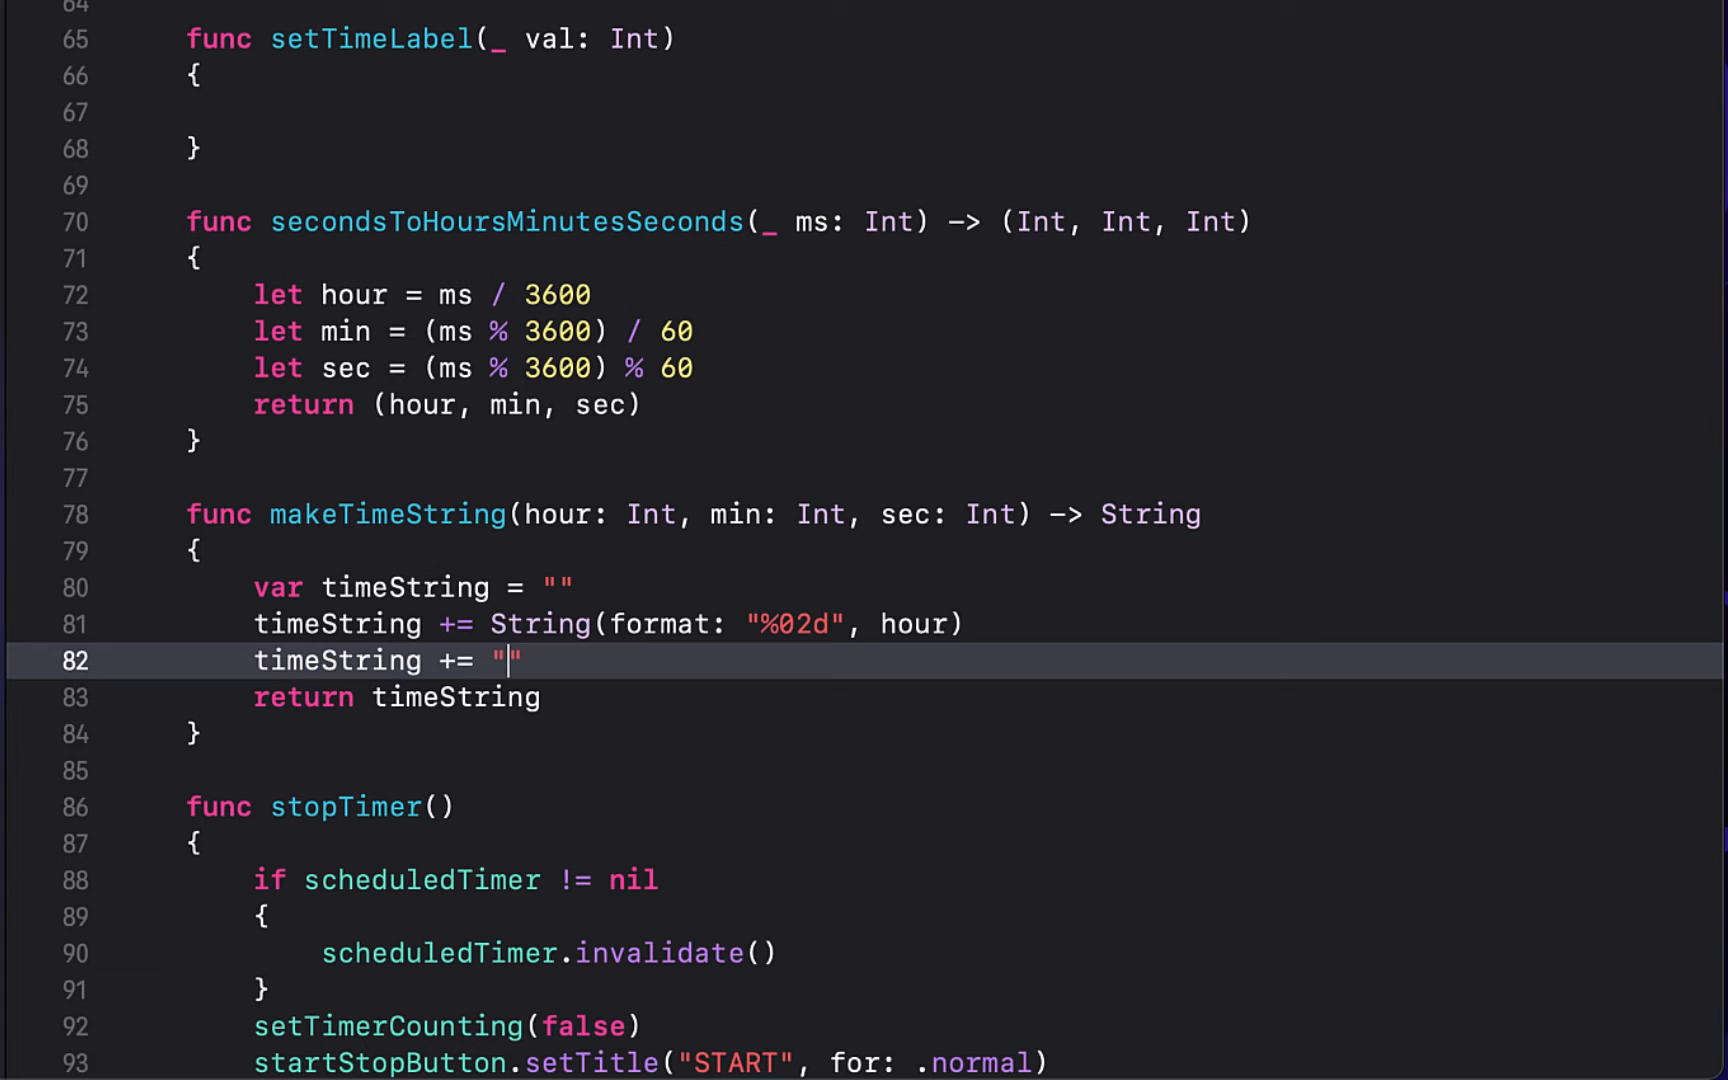 64
65 func setTimeLabel(_ val: Int)
66 {
67
68 }
69
70 func secondsToHoursMinutesSeconds(_ ms: Int) -> (Int, Int, Int)
71 {
72 let hour = ms / 3600
73 let min = (ms % 3600) / 60
74 let sec = (ms % 3600) % 60
75 return (hour, min, sec)
76 }
77
78 func makeTimeString(hour: Int, min: Int, sec: Int) -> String
79 {
80 var timeString = ""
81 timeString += String(format: "%02d", hour)
82 timeString += ""
83 return timeString
84 }
85
86 func stopTimer()
87 {
88 if scheduledTimer != nil
89 {
90 scheduledTimer.invalidate()
91 }
92 setTimerCounting(false)
93 startStopButton.setTitle("START", for: .normal)